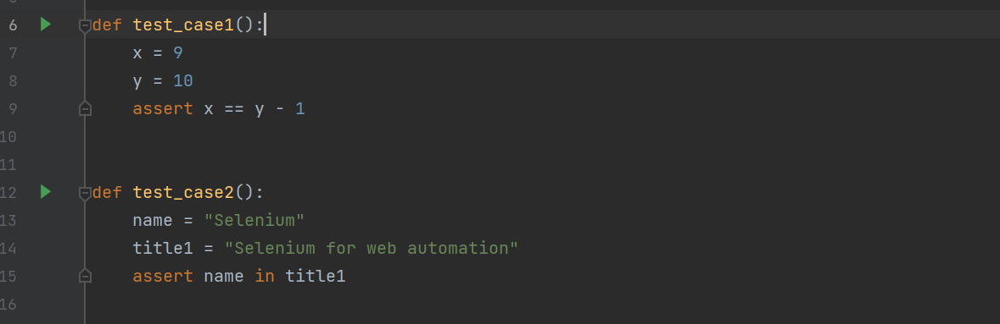 6 def test_case1():
7     x = 9
8     y = 10
9     assert x == y - 1
10
11
12 def test_case2():
13     name = "Selenium"
14     title1 = "Selenium for web automation"
15     assert name in title1
16